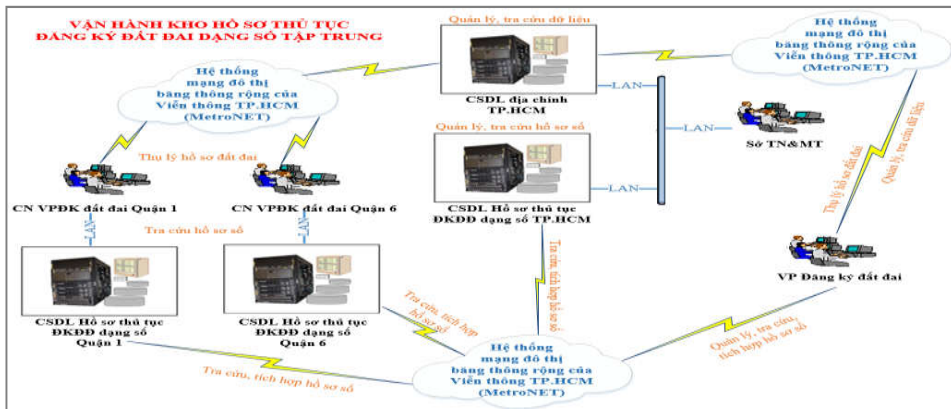 VẬN HÀNH KHO HỒ SƠ THỦ TỤC
ĐĂNG KÝ ĐẤT ĐAI DẠNG SỐ TẬP TRUNG
Quản lý, tra cứu dữ liệu
CSDL địa chính
TP.HCM
Hệ thống
mạng đô thị
băng thông rộng của
Viễn thông TP.HCM
(MetroNET)
Hệ thống
mạng đô thị
băng thông rộng của
Viễn thông TP.HCM
(MetroNET)
LAN
LAN
Sở TN&MT
Quản lý, tra cứu hồ sơ số
LAN
CSDL Hồ sơ thủ tục
ĐKĐĐ dạng số TP.HCM
Thụ lý hồ sơ đất đai
CN VPĐK đất đai Quận 1
CN VPĐK đất đai Quận 6
LAN
Tra cứu hồ sơ số
LAN
Thụ lý hồ sơ đất đai
Quản lý, tra cứu dữ liêu
VP Đăng ký đất đai
CSDL Hồ sơ thủ tục
ĐKĐĐ dạng số
Quận 1
CSDL Hồ sơ thủ tục
ĐKĐĐ dạng số
Quận 6
Tra cứu, tích hợp
hồ sơ số
Tra cứu, tích hợp hồ sơ số
Tra cứu, tích hợp hồ sơ số
Quản lý, tra cứu,
tích hợp hồ sơ số
Hệ thống
mạng đô thị
băng thông rộng của
Viễn thông TP.HCM
(MetroNET)